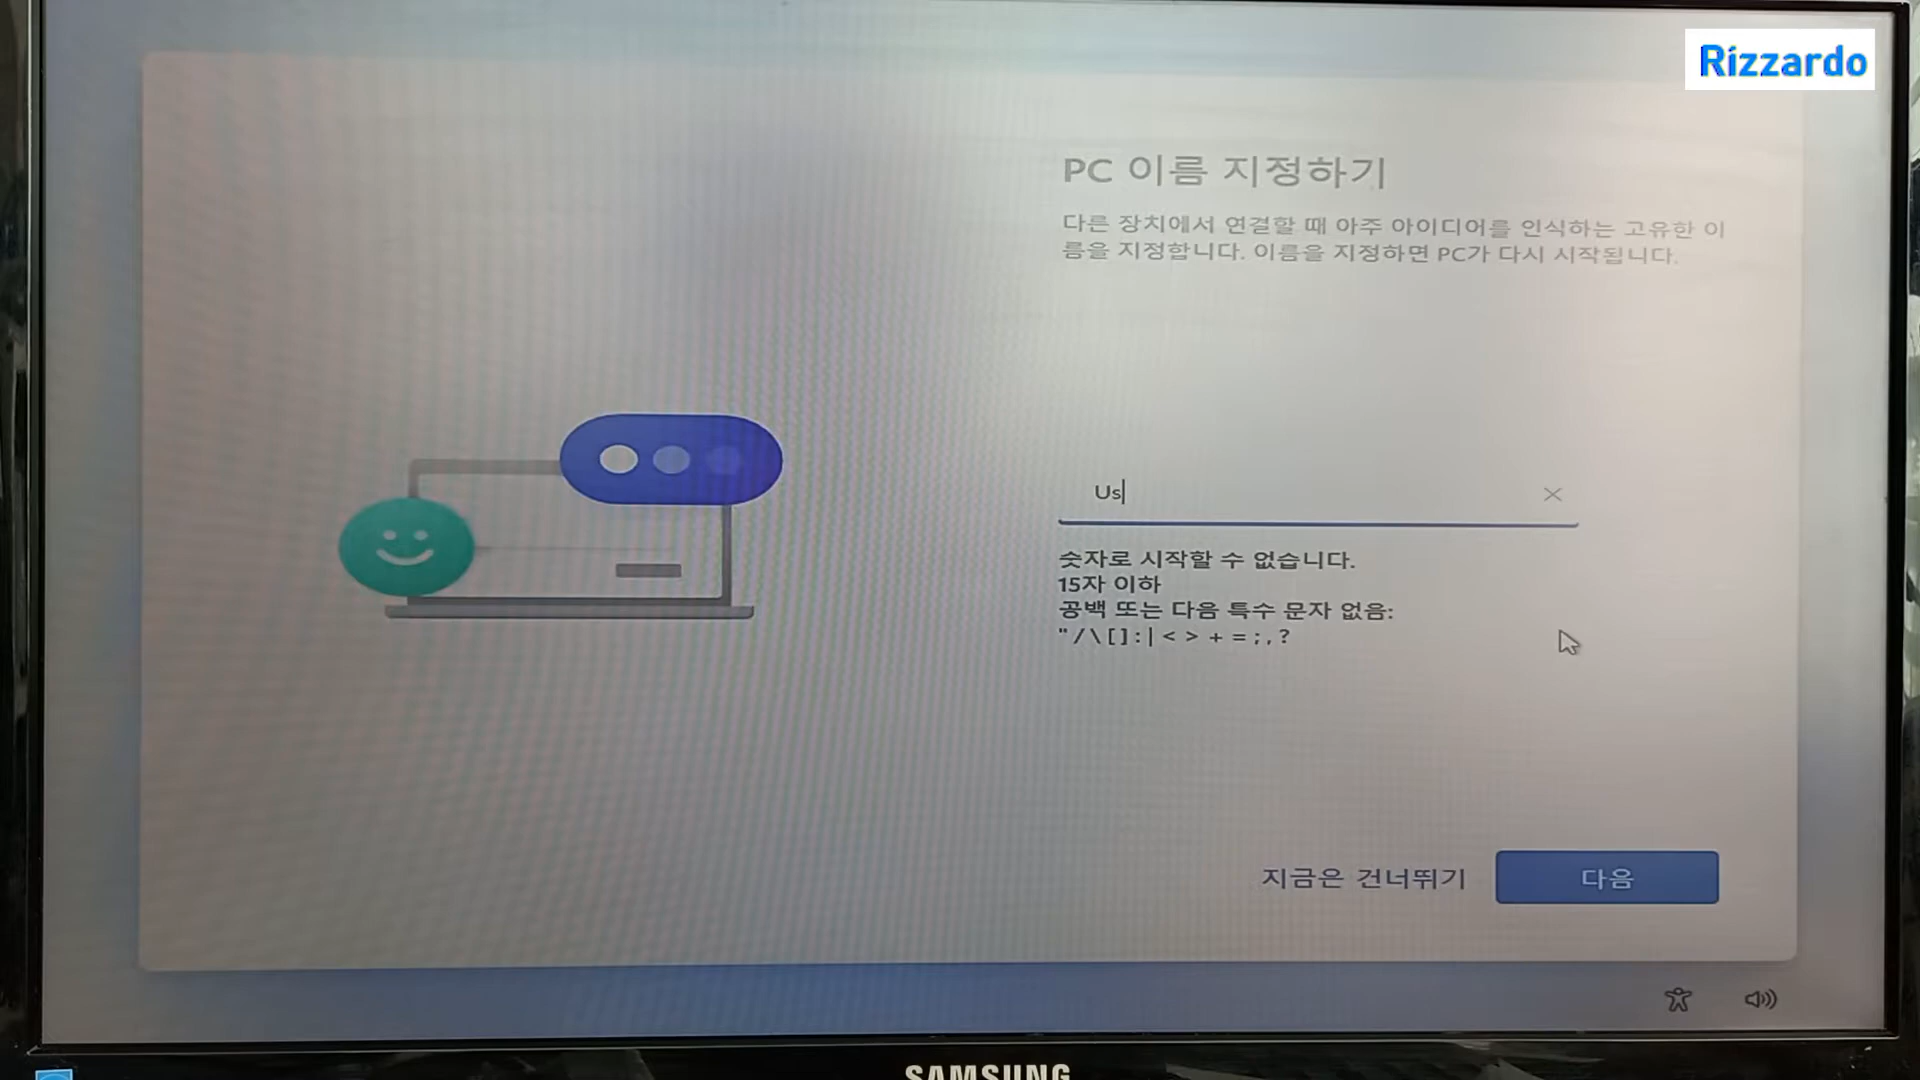 Rizzardo
PC 이름 지정하기
다른 장치에서 연결할 때 아주 아이디어를 인식하는 고유한 이
름을 지정합니다. 이름을 지정하면 PC가 다시 시작됩니다.
Us
숫자로 시작할 수 없습니다.
15자 이하
공백 또는 다음 특수 문자 없음:
" / \ [ ] : | < > + = ; , ?
지금은 건너뛰기
다음
SAMSUNG